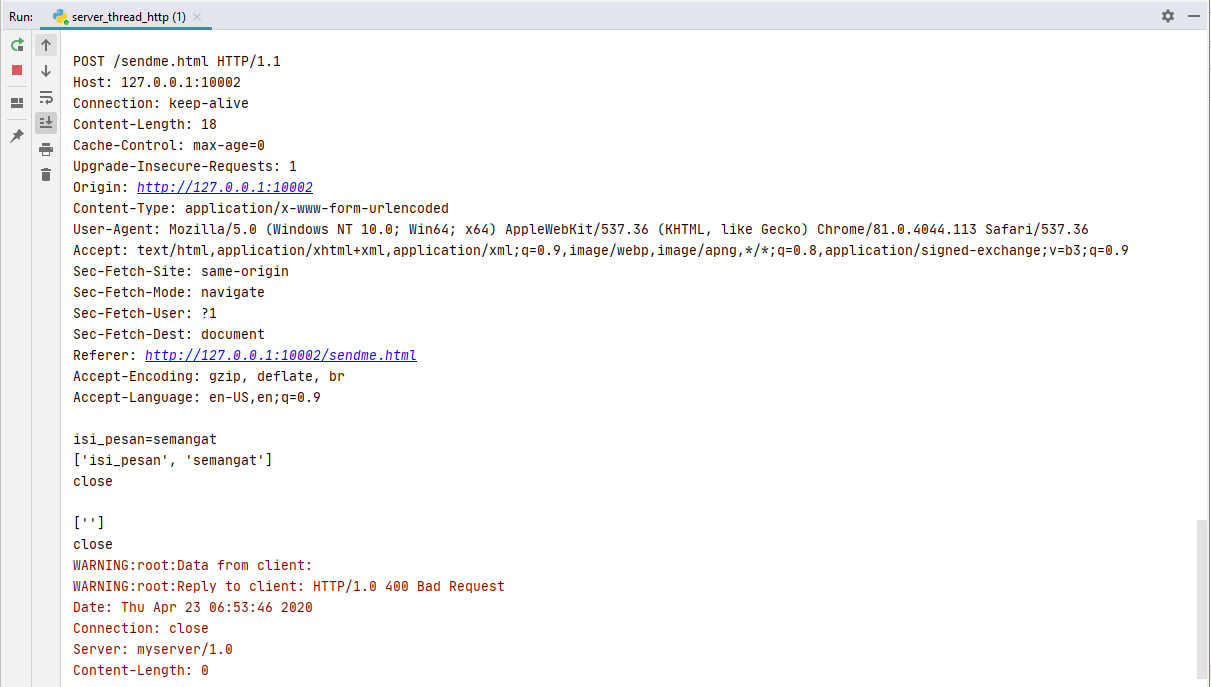 Run: server_thread_http (1)
POST /sendme.html HTTP/1.1
Host: 127.0.0.1:10002
Connection: keep-alive
Content-Length: 18
Cache-Control: max-age=0
Upgrade-Insecure-Requests: 1
Origin: http://127.0.0.1:10002
Content-Type: application/x-www-form-urlencoded
User-Agent: Mozilla/5.0 (Windows NT 10.0; Win64; x64) AppleWebKit/537.36 (KHTML, like Gecko) Chrome/81.0.4044.113 Safari/537.36
Accept: text/html,application/xhtml+xml,application/xml;q=0.9,image/webp,image/apng,*/*;q=0.8,application/signed-exchange;v=b3;q=0.9
Sec-Fetch-Site: same-origin
Sec-Fetch-Mode: navigate
Sec-Fetch-User: ?1
Sec-Fetch-Dest: document
Referer: http://127.0.0.1:10002/sendme.html
Accept-Encoding: gzip, deflate, br
Accept-Language: en-US,en;q=0.9
isi_pesan=semangat
['isi_pesan', 'semangat']
close
['']
close
WARNING:root:Data from client:
WARNING:root:Reply to client: HTTP/1.0 400 Bad Request
Date: Thu Apr 23 06:53:46 2020
Connection: close
Server: myserver/1.0
Content-Length: 0